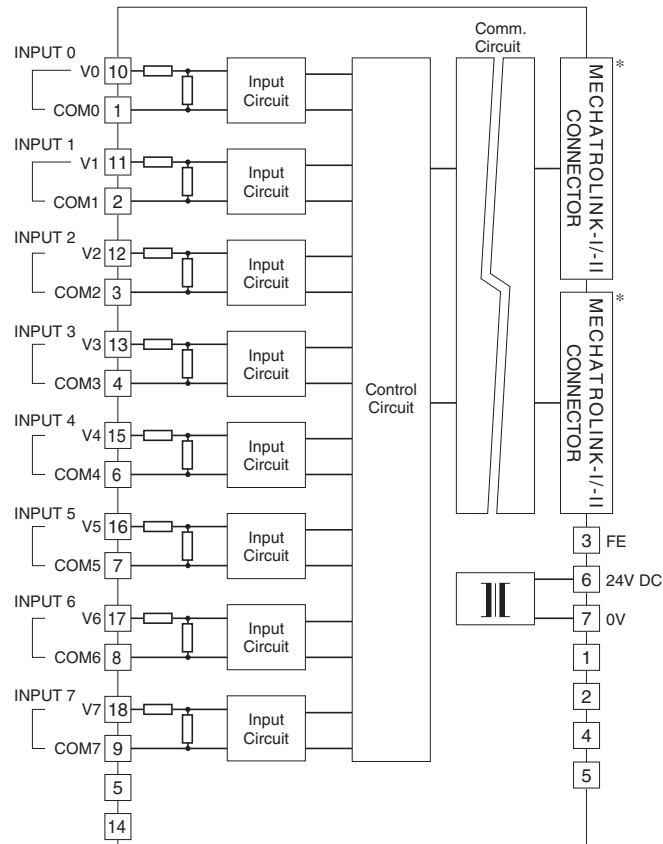 INPUT 0
V0 10
COM0 1
Input
Circuit
INPUT 1
V1 11
COM1 2
Input
Circuit
INPUT 2
V2 12
COM2 3
Input
Circuit
INPUT 3
V3 13
COM3 4
Input
Circuit
INPUT 4
V4 15
COM4 6
Input
Circuit
INPUT 5
V5 16
COM5 7
Input
Circuit
INPUT 6
V6 17
COM6 8
Input
Circuit
INPUT 7
V7 18
COM7 9
Input
Circuit
5
14
Control
Circuit
Comm.
Circuit
MECHATROLINK-I/-II
CONNECTOR
*
MECHATROLINK-I/-II
CONNECTOR
*
3 FE
6 24V DC
7 0V
1
2
4
5